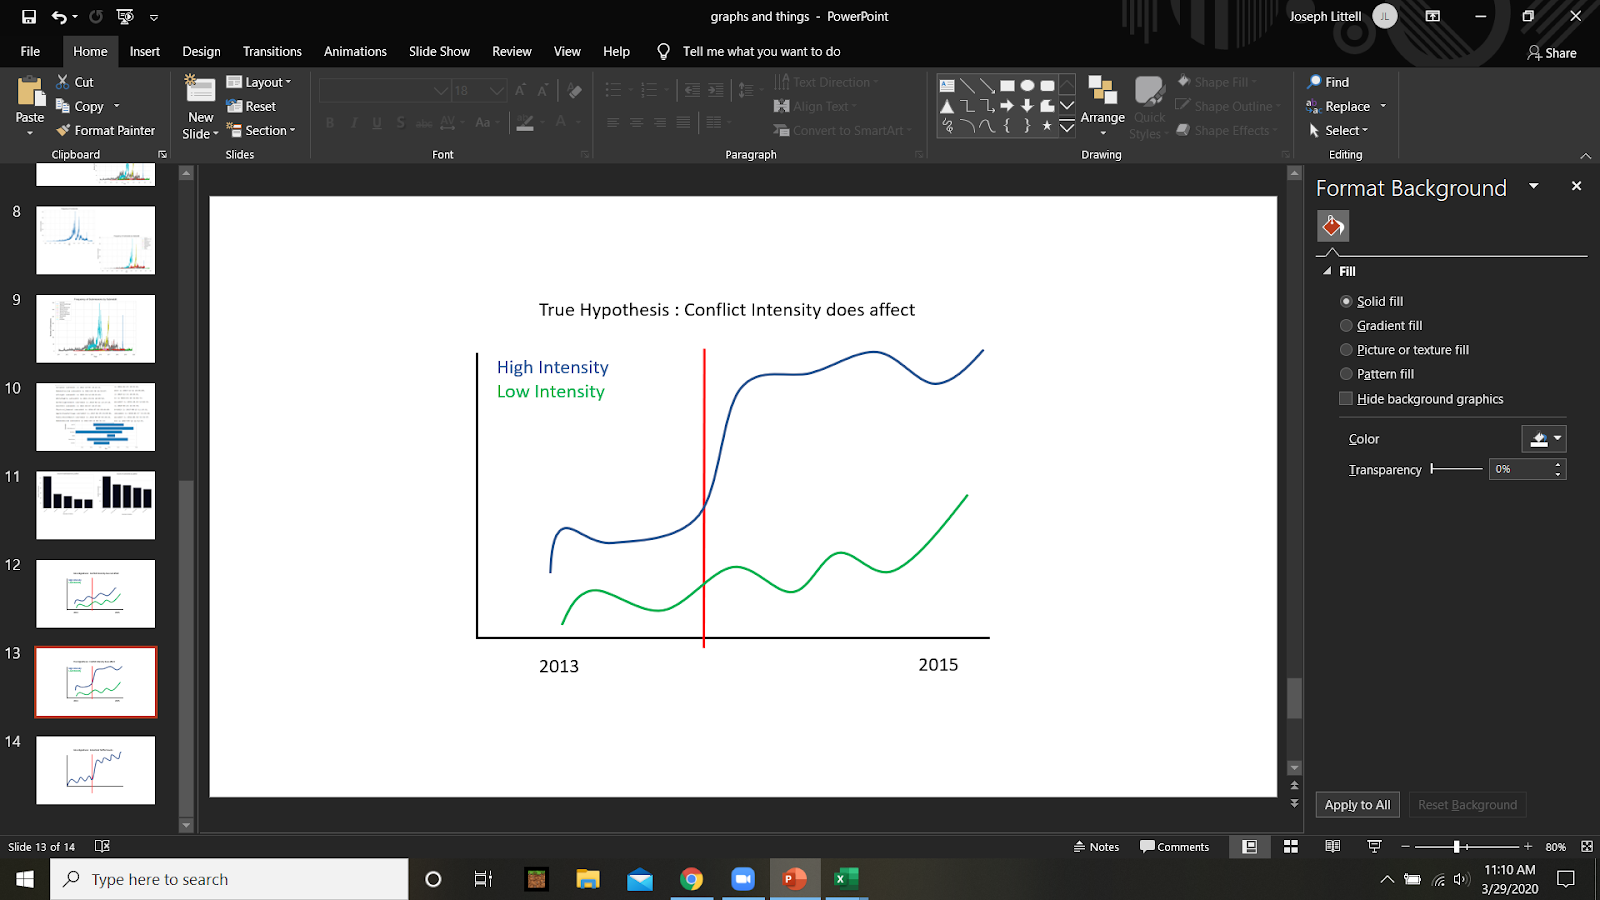 graphs and things - PowerPoint
Joseph Littell
JL
File Home Insert Design Transitions Animations Slide Show Review View Help Tell me what you want to do
Share
Paste
Cut
Copy
Format Painter
Clipboard
New
Slide
Layout
Reset
Section
Slides
18
Font
Text Direction
Align Text
Convert to SmartArt
Paragraph
Arrange
Quick
Styles
Shape Fill
Shape Outline
Shape Effects
Drawing
Find
Replace
Select
Editing
8
9
10
11
12
13
14
True Hypothesis : Conflict Intensity does affect
High Intensity
Low Intensity
2013
2015
Format Background
Fill
Solid fill
Gradient fill
Picture or texture fill
Pattern fill
Hide background graphics
Color
Transparency
0%
Apply to All
Reset Background
Slide 13 of 14
Notes
Comments
80%
Type here to search
11:10 AM
3/29/2020